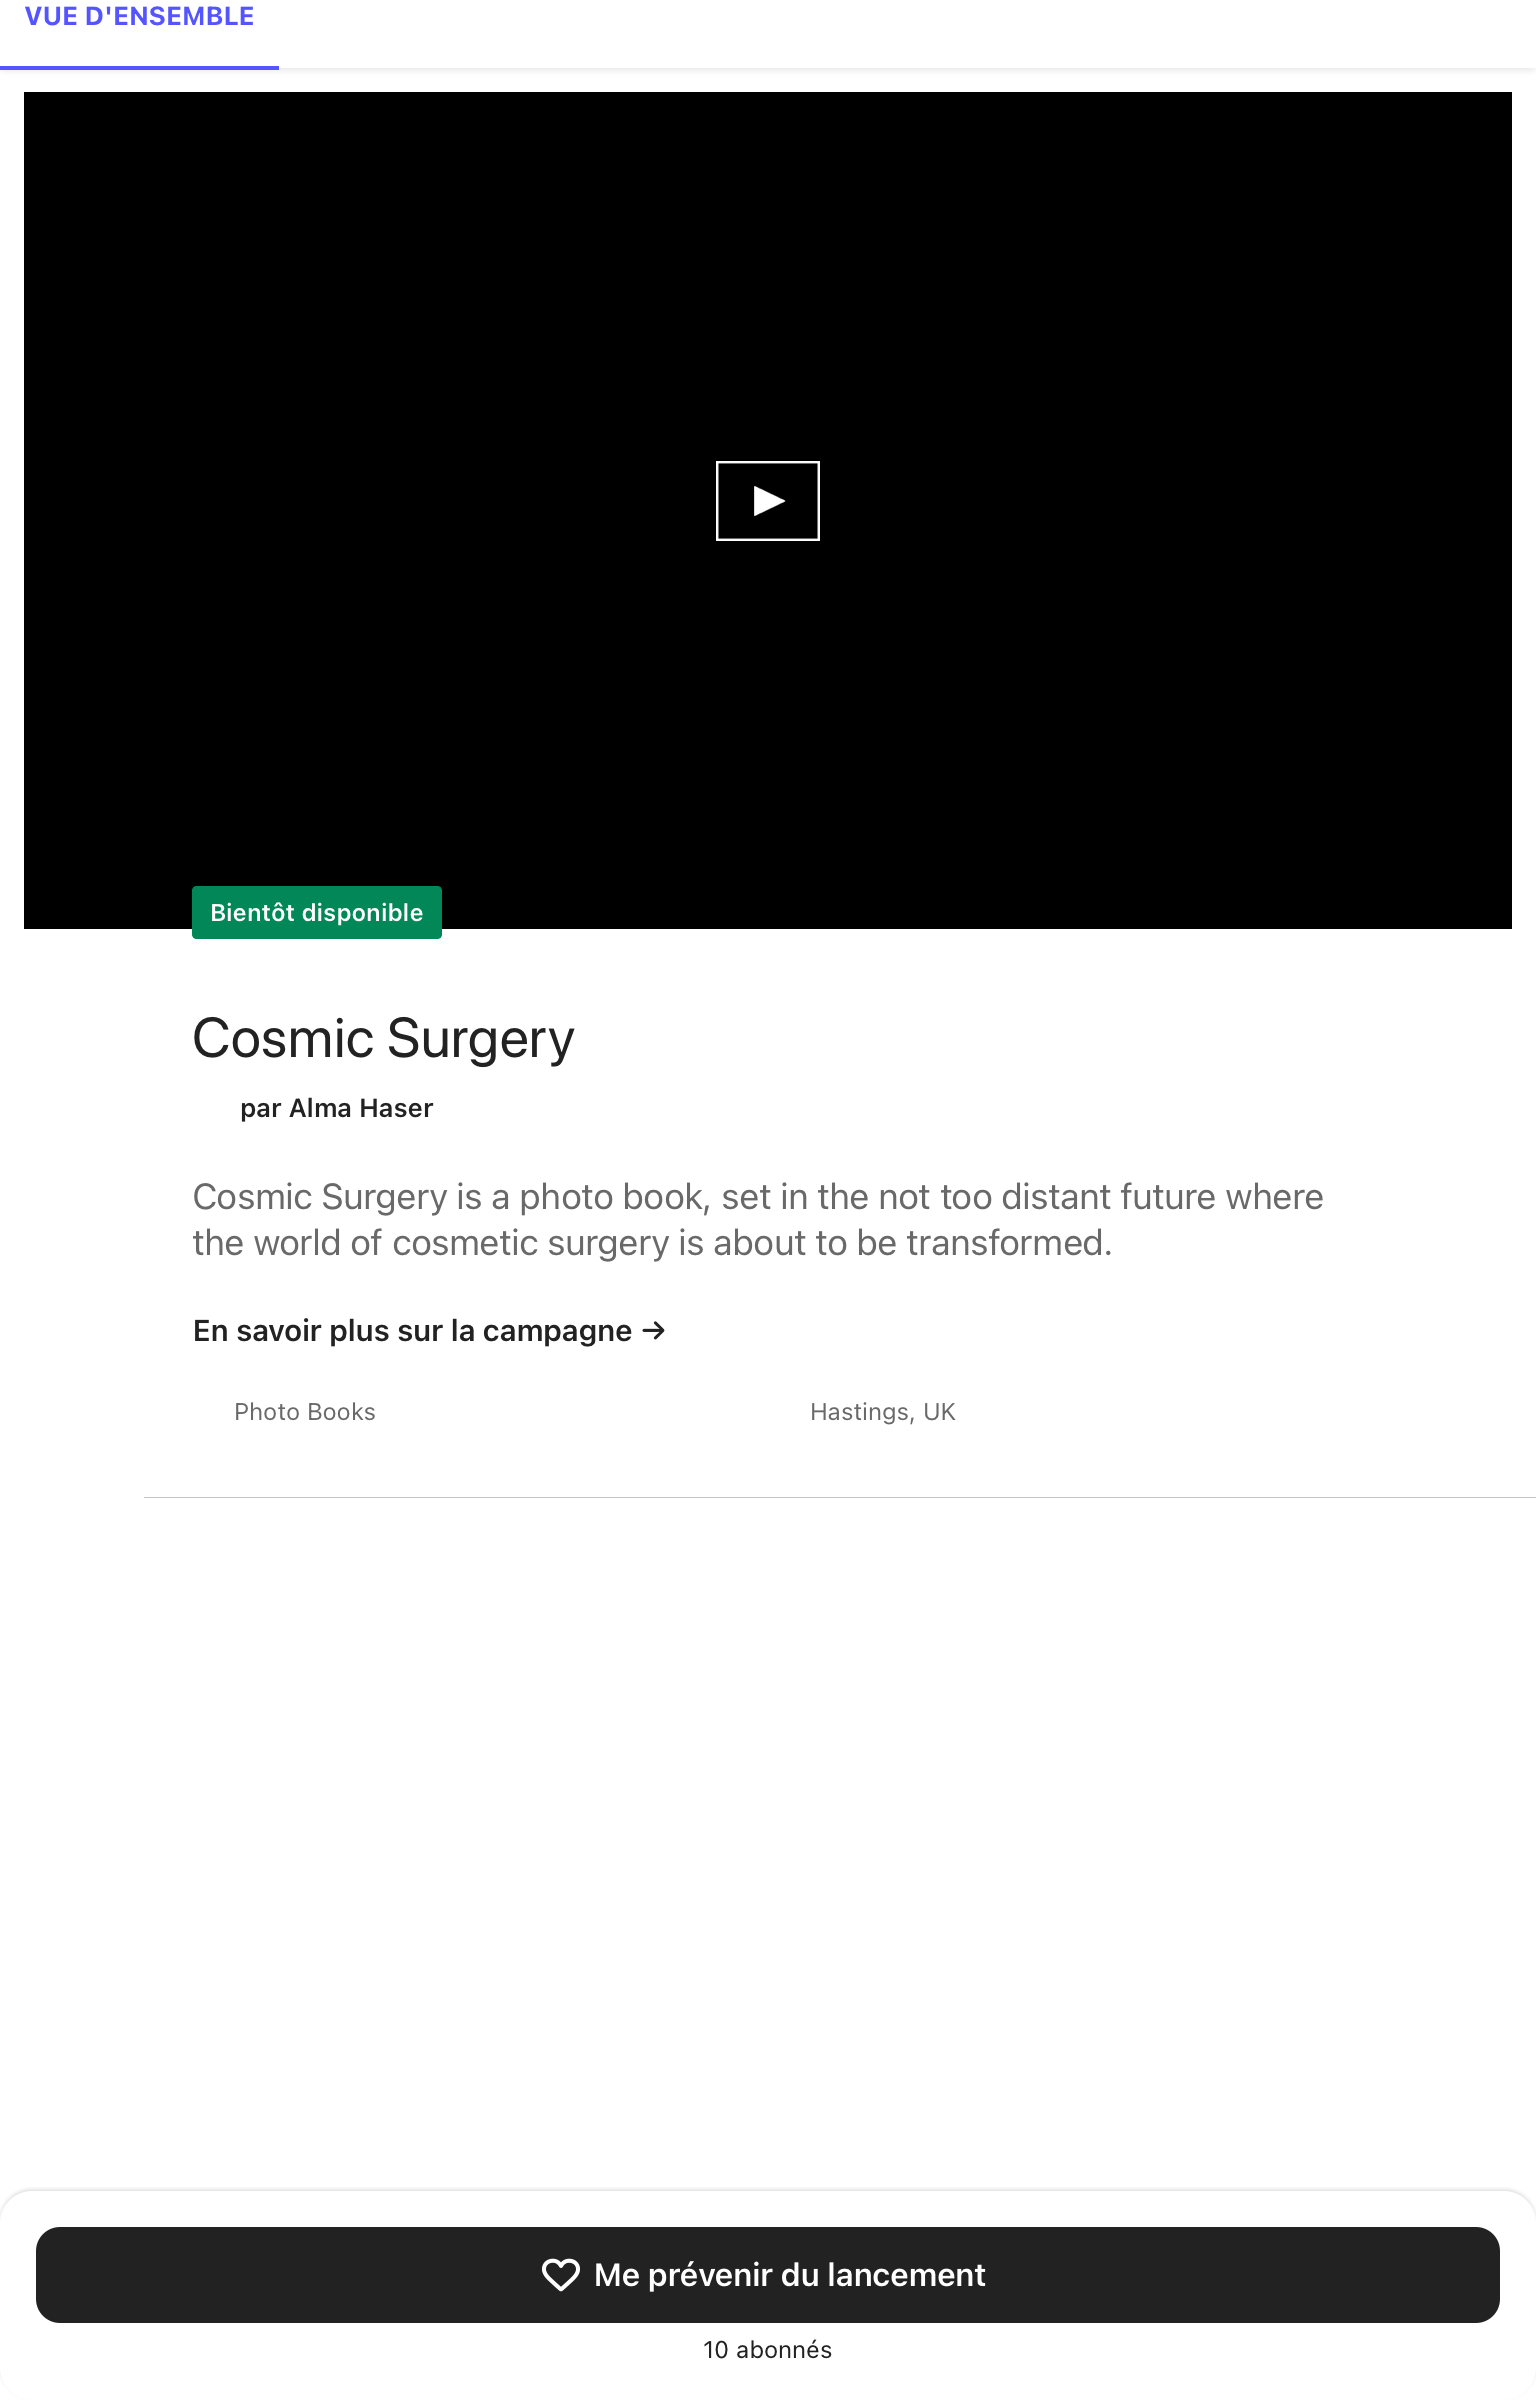 VUE D'ENSEMBLE
Bientôt disponible
Cosmic Surgery
par Alma Haser
Cosmic Surgery is a photo book, set in the not too distant future where
the world of cosmetic surgery is about to be transformed.
En savoir plus sur la campagne →
Photo Books
Hastings, UK
Me prévenir du lancement
10 abonnés